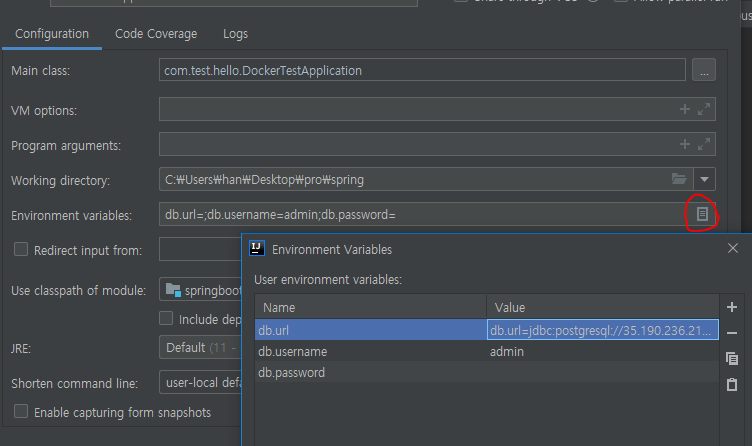 Configuration Code Coverage Logs
Main class: com.test.hello.DockerTestApplication ...
VM options:
Program arguments:
Working directory: C:₩Users₩han₩Desktop₩pro₩spring
Environment variables: db.url=;db.username=admin;db.password=
Redirect input from:
IJ Environment Variables
User environment variables:
Name Value
db.url db.url=jdbc:postgresql://35.190.236.21...
db.username admin
db.password
Use classpath of module: springboot
Include dep
JRE: Default (11 -
Shorten command line: user-local defa
Enable capturing form snapshots